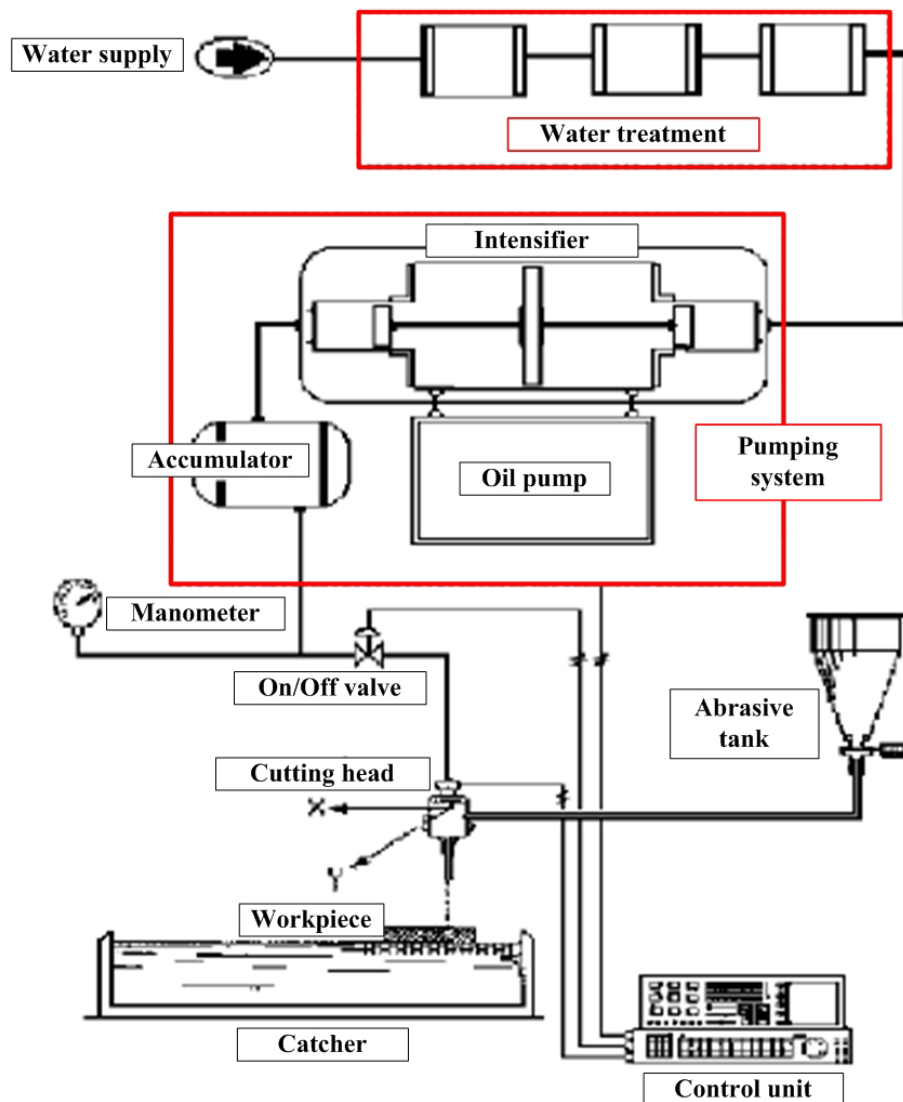 Water supply
Water treatment
Intensifier
Accumulator
Oil pump
Pumping
system
Manometer
On/Off valve
Abrasive
tank
Cutting head
X
Y
Workpiece
Catcher
Control unit